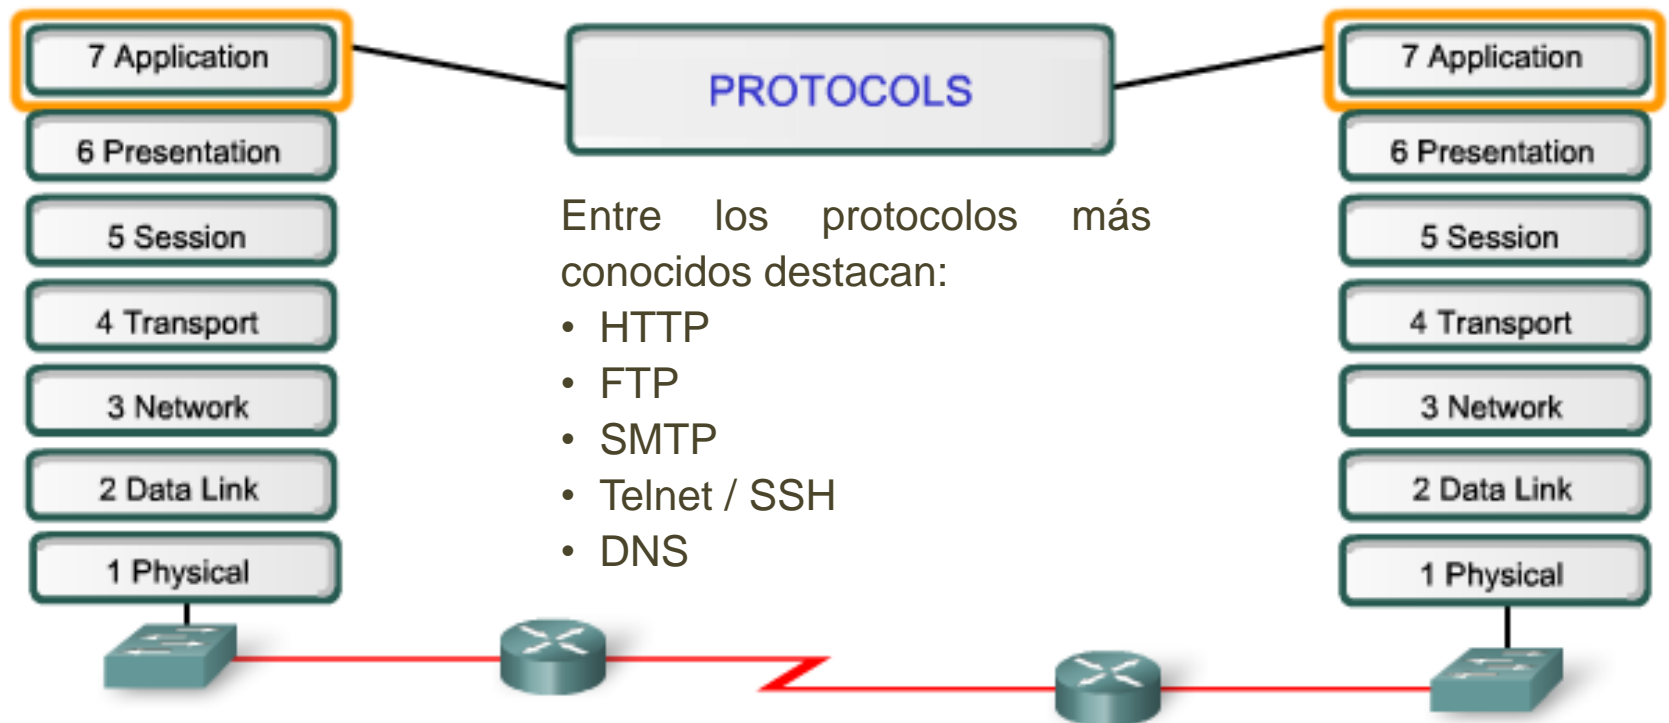 7 Application
6 Presentation
5 Session
4 Transport
3 Network
2 Data Link
1 Physical
PROTOCOLS
Entre los protocolos más
conocidos destacan:
• HTTP
• FTP
• SMTP
• Telnet / SSH
• DNS
7 Application
6 Presentation
5 Session
4 Transport
3 Network
2 Data Link
1 Physical